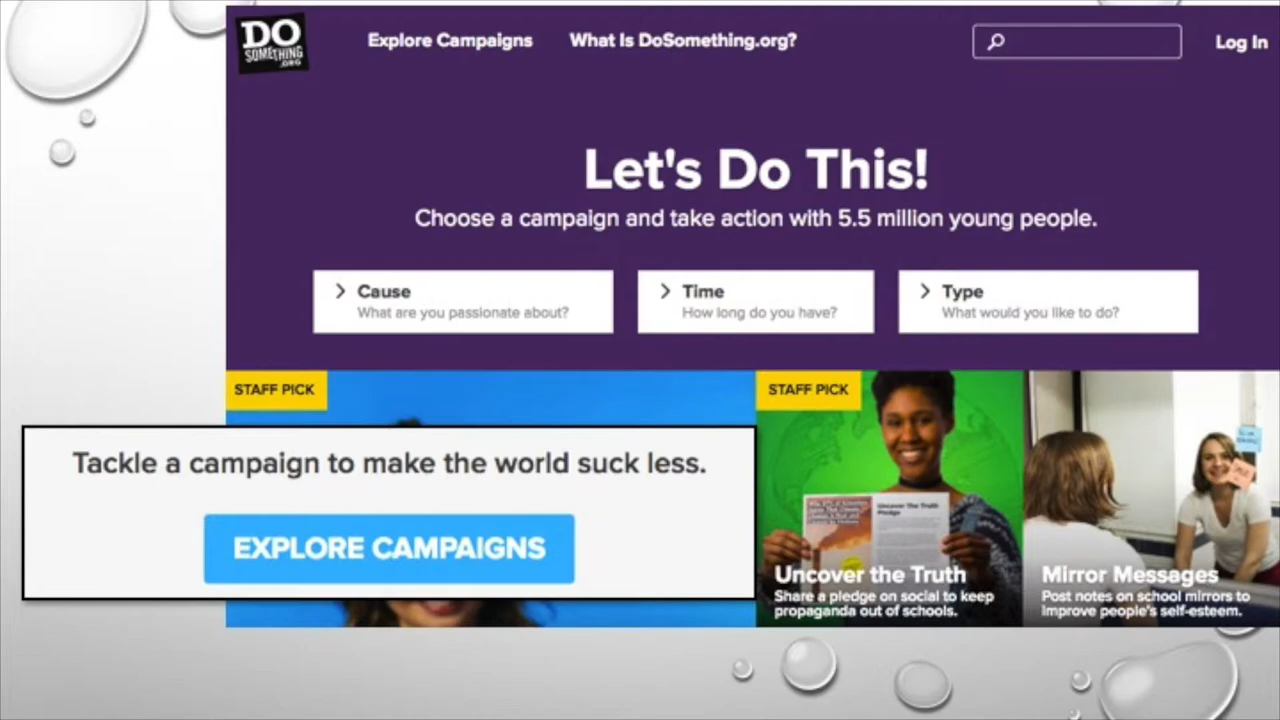 DO
SOMETHING
.ORG
Explore Campaigns
What Is DoSomething.org?
Log In
Let's Do This!
Choose a campaign and take action with 5.5 million young people.
Cause
What are you passionate about?
Time
How long do you have?
Type
What would you like to do?
STAFF PICK
STAFF PICK
Tackle a campaign to make the world suck less.
EXPLORE CAMPAIGNS
Uncover The Truth
Pledge
Uncover the Truth
Share a pledge on social to keep
propaganda out of schools.
Mirror Messages
Post notes on school mirrors to
improve people's self-esteem.